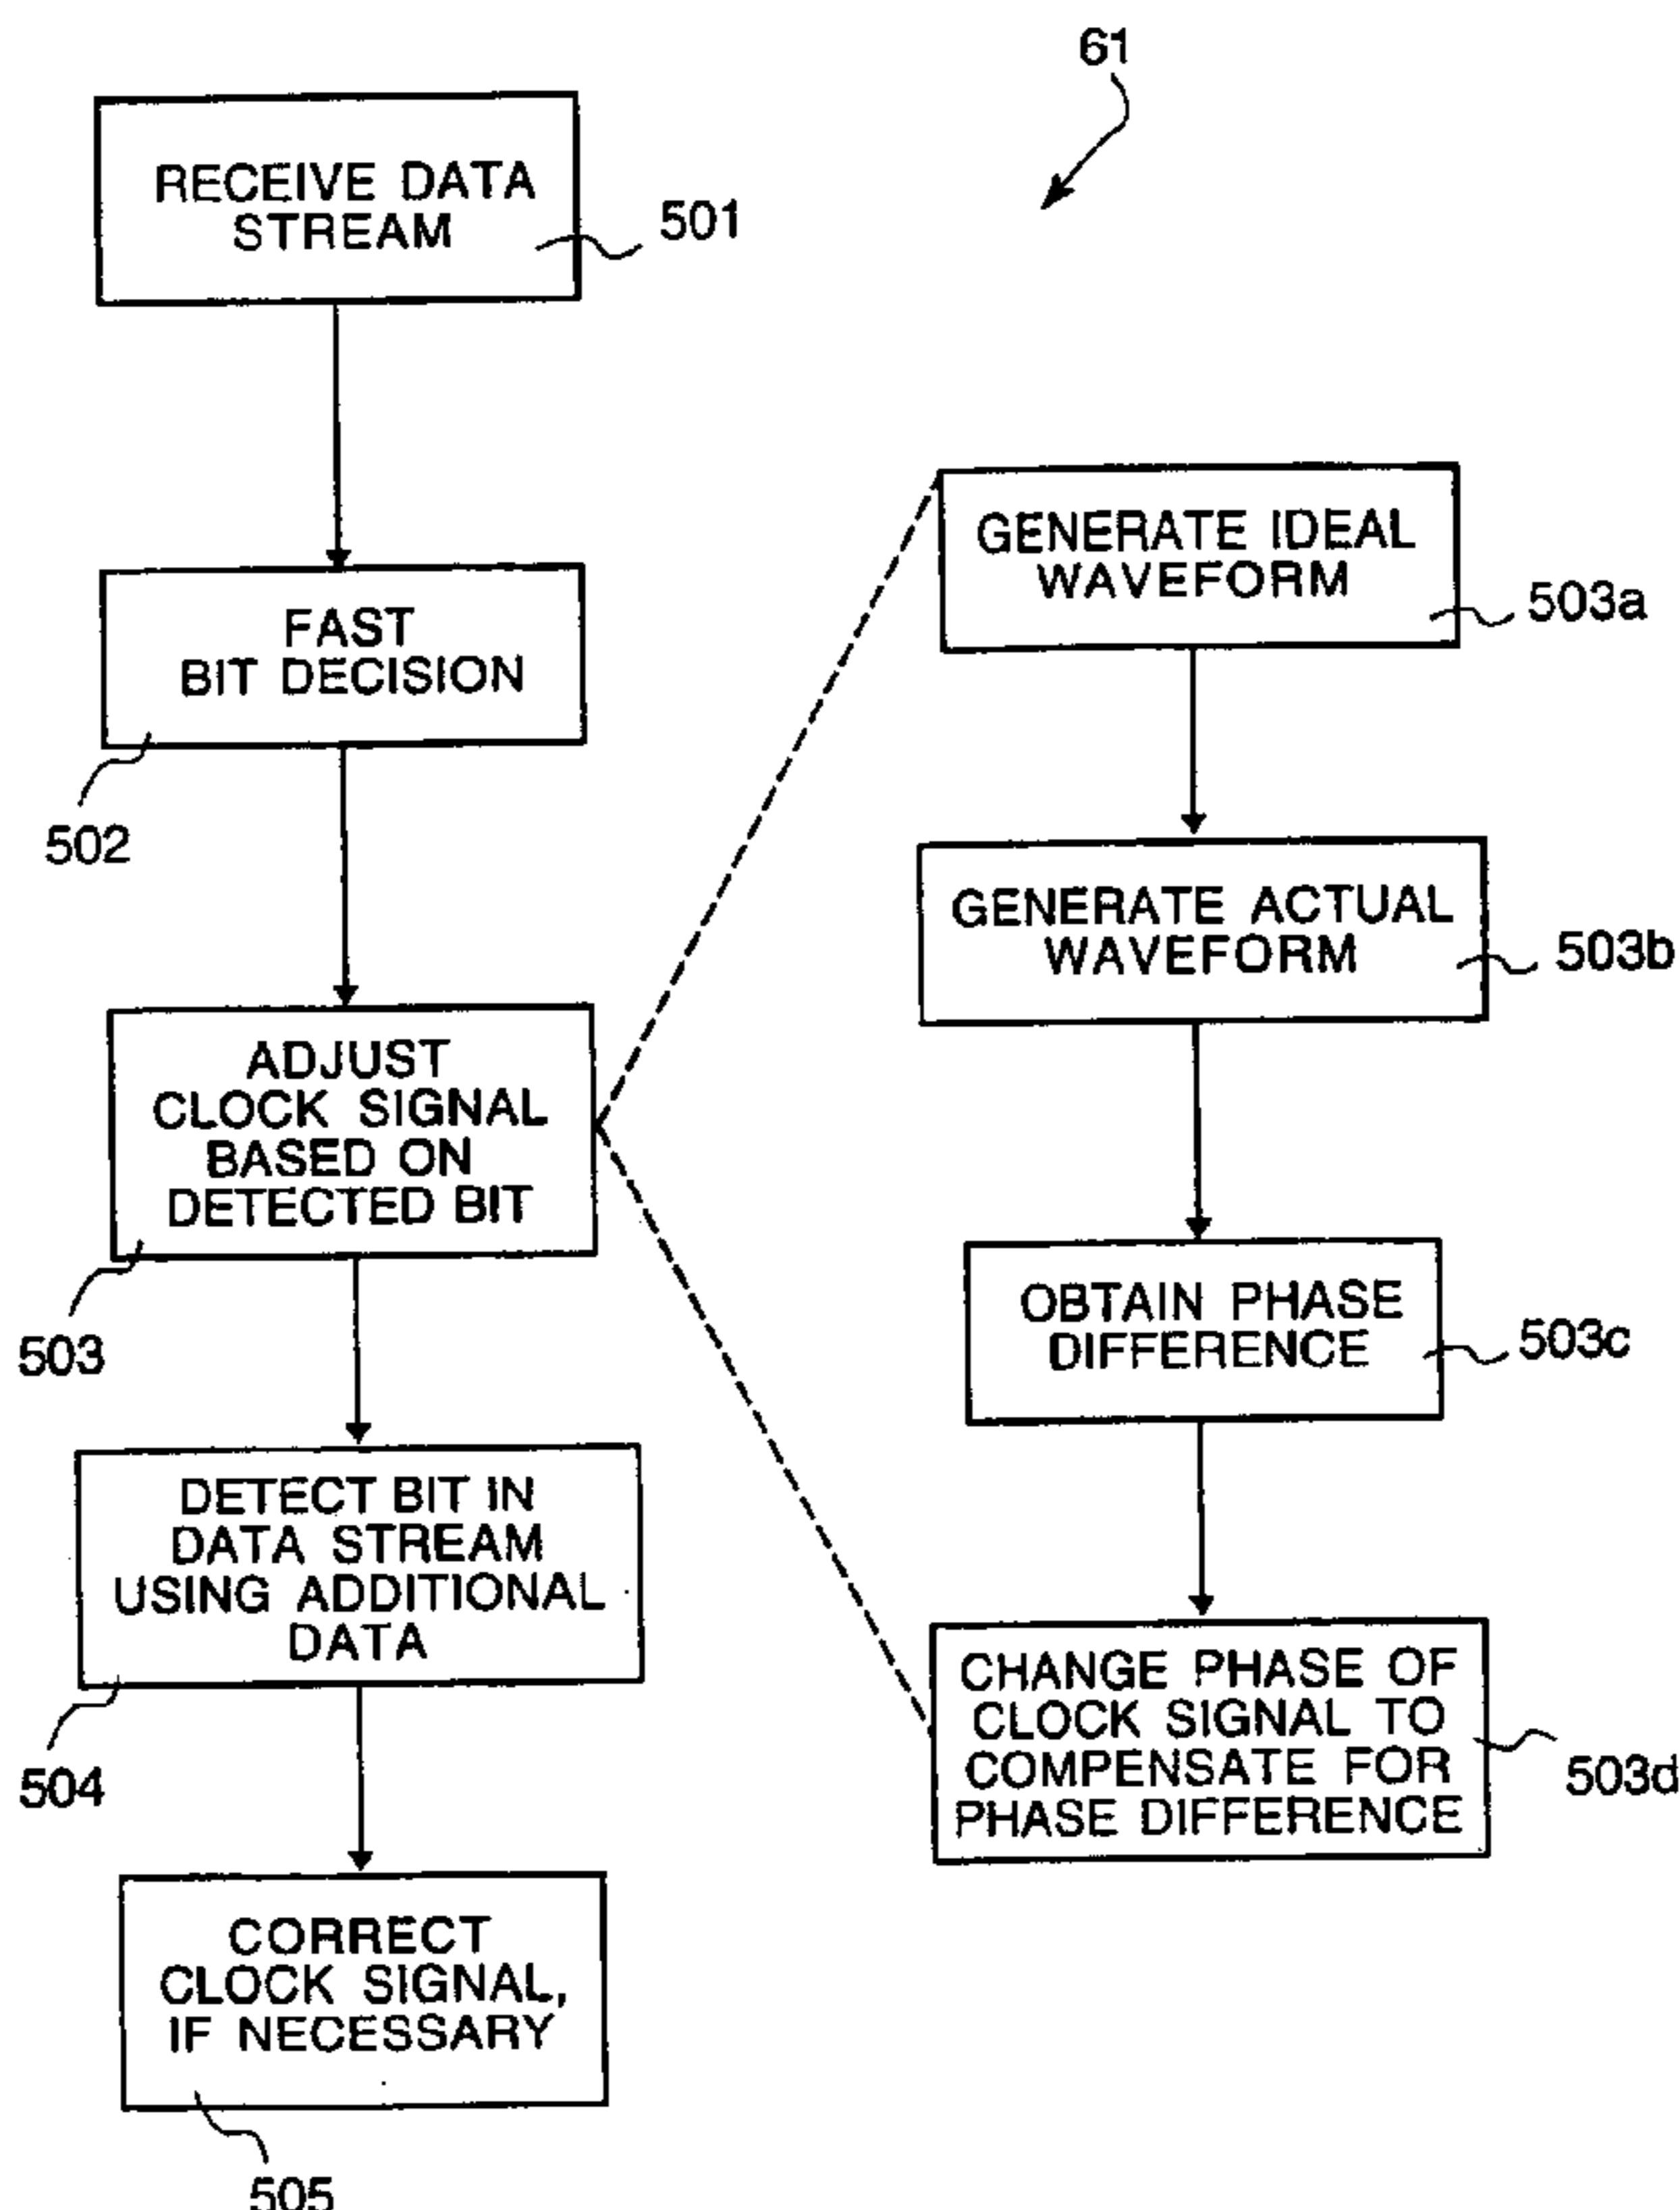 61
RECEIVE DATA
STREAM
501
FAST
BIT DECISION
502
ADJUST
CLOCK SIGNAL
BASED ON
DETECTED BIT
503
DETECT BIT IN
DATA STREAM
USING ADDITIONAL
DATA
504
CORRECT
CLOCK SIGNAL,
IF NECESSARY
505
GENERATE IDEAL
WAVEFORM
503a
GENERATE ACTUAL
WAVEFORM
503b
OBTAIN PHASE
DIFFERENCE
503c
CHANGE PHASE OF
CLOCK SIGNAL TO
COMPENSATE FOR
PHASE DIFFERENCE
503d